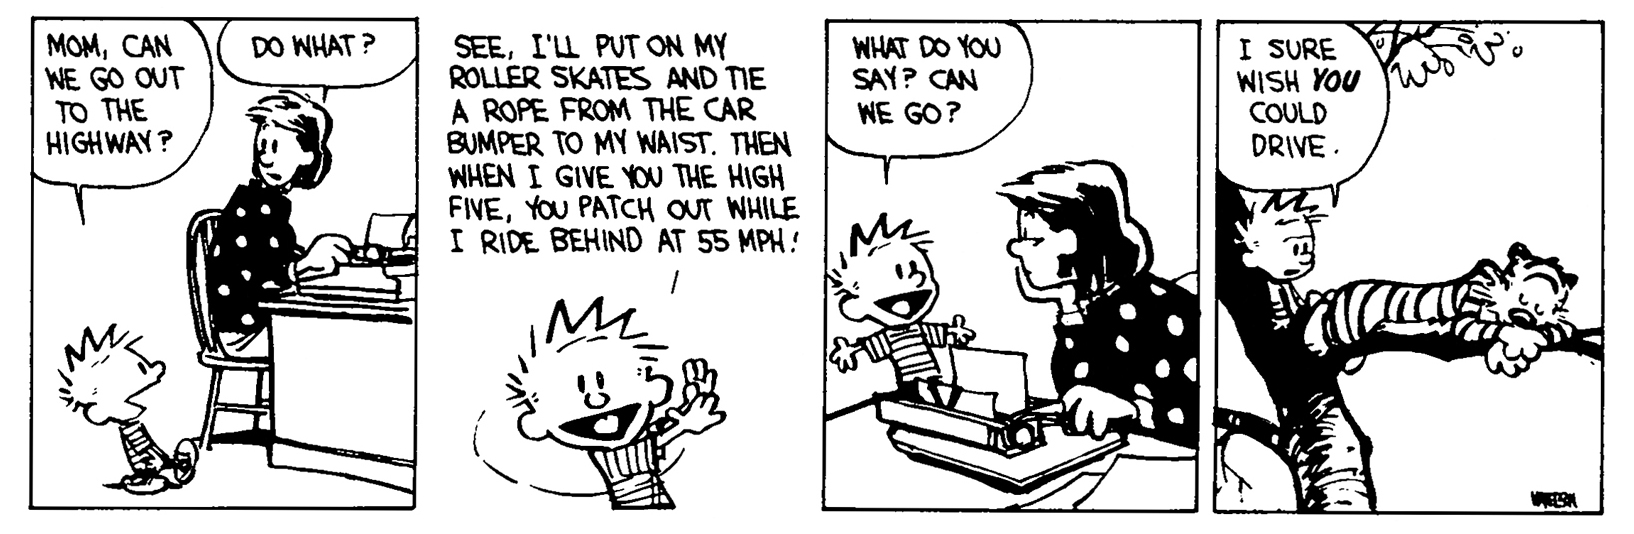 MOM, CAN
WE GO OUT
TO THE
HIGHWAY?
DO WHAT?
SEE, I'LL PUT ON MY
ROLLER SKATES AND TIE
A ROPE FROM THE CAR
BUMPER TO MY WAIST. THEN
WHEN I GIVE YOU THE HIGH
FIVE, YOU PATCH OUT WHILE
I RIDE BEHIND AT 55 MPH!
WHAT DO YOU
SAY? CAN
WE GO?
I SURE
WISH YOU
COULD
DRIVE.
WATTERSON